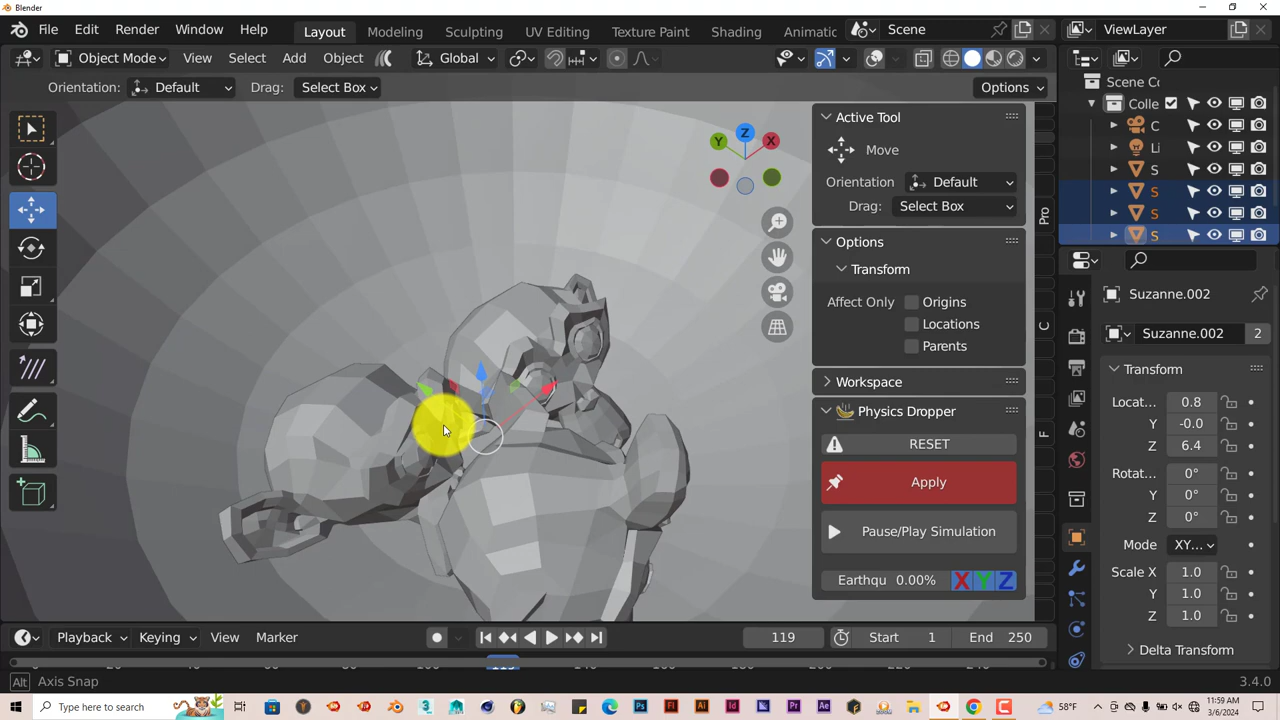 Blender
File Edit Render Window Help Layout Modeling Sculpting UV Editing Texture Paint Shading Animatic Scene ViewLayer
Object Mode View Select Add Object Global
Orientation: Default Drag: Select Box Options
Scene Cc
Colle
C
Li
S
S
S
S
Y Z X
Active Tool
Move
Orientation Default
Drag: Select Box
Options
Transform
Affect Only Origins
Locations
Parents
Workspace
Physics Dropper
RESET
Apply
Pause/Play Simulation
Earthqu 0.00% X Y Z
Pro
C
F
Suzanne.002
Suzanne.002 2
Transform
Locat... 0.8
Y -0.0
Z 6.4
Rotat... 0°
Y 0°
Z 0°
Mode XY...
Scale X 1.0
Y 1.0
Z 1.0
Delta Transform
Playback Keying View Marker 119 Start 1 End 250
Alt Axis Snap 3.4.0
Type here to search 58°F 11:59 AM
3/6/2024